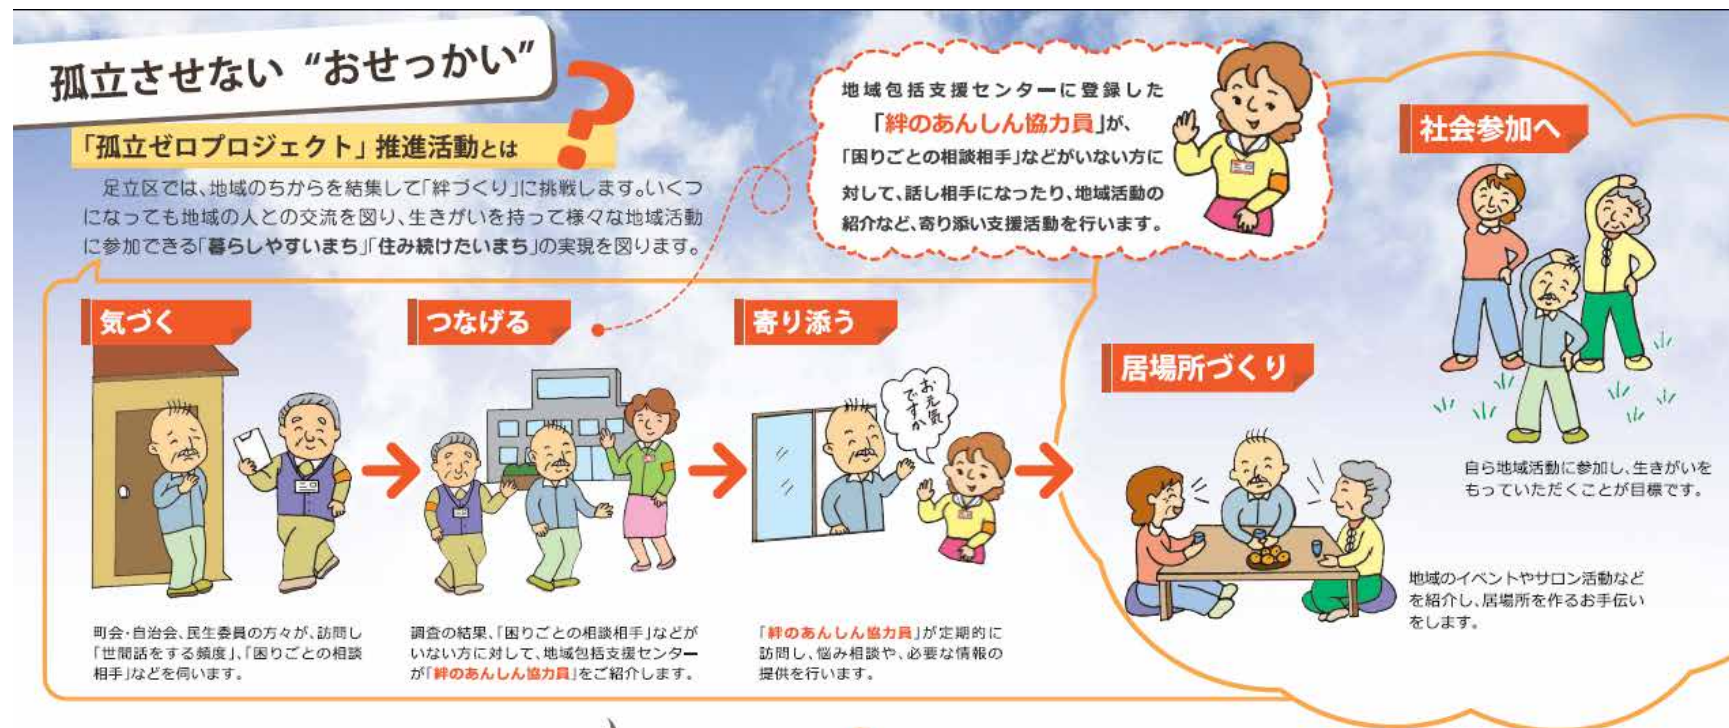 孤立させない “おせっかい”
?
「孤立ゼロプロジェクト」推進活動とは
足立区では、地域のちからを結集して「絆づくり」に挑戦します。いくつ
になっても地域の人との交流を図り、生きがいを持って様々な地域活動
に参加できる「暮らしやすいまち」「住み続けたいまち」の実現を図ります。
地域包括支援センターに登録した
「絆のあんしん協力員」が、
「困りごとの相談相手」などがいない方に
対して、話し相手になったり、地域活動の
紹介など、寄り添い支援活動を行います。
気づく
町会・自治会、民生委員の方々が、訪問し
「世間話をする頻度」、「困りごとの相談
相手」などを伺います。
つなげる
調査の結果、「困りごとの相談相手」などが
いない方に対して、地域包括支援センター
が「絆のあんしん協力員」をご紹介します。
寄り添う
お元気
ですか
「絆のあんしん協力員」が定期的に
訪問し、悩み相談や、必要な情報の
提供を行います。
居場所づくり
地域のイベントやサロン活動など
を紹介し、居場所を作るお手伝い
をします。
社会参加へ
自ら地域活動に参加し、生きがいを
もっていただくことが目標です。